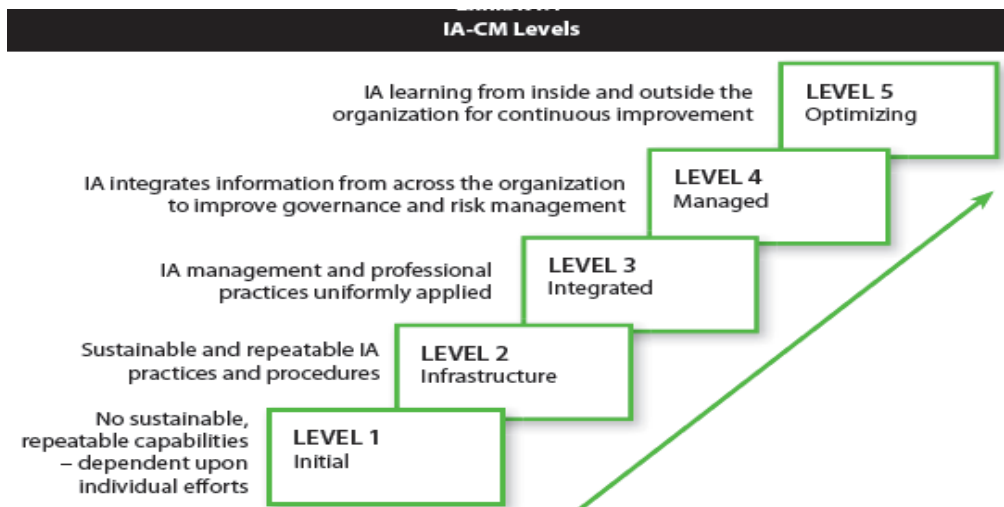 IA-CM Levels
IA learning from inside and outside the
organization for continuous improvement
LEVEL 5
Optimizing
IA integrates information from across the organization
to improve governance and risk management
LEVEL 4
Managed
IA management and professional
practices uniformly applied
LEVEL 3
Integrated
Sustainable and repeatable IA
practices and procedures
LEVEL 2
Infrastructure
No sustainable,
repeatable capabilities
– dependent upon
individual efforts
LEVEL 1
Initial